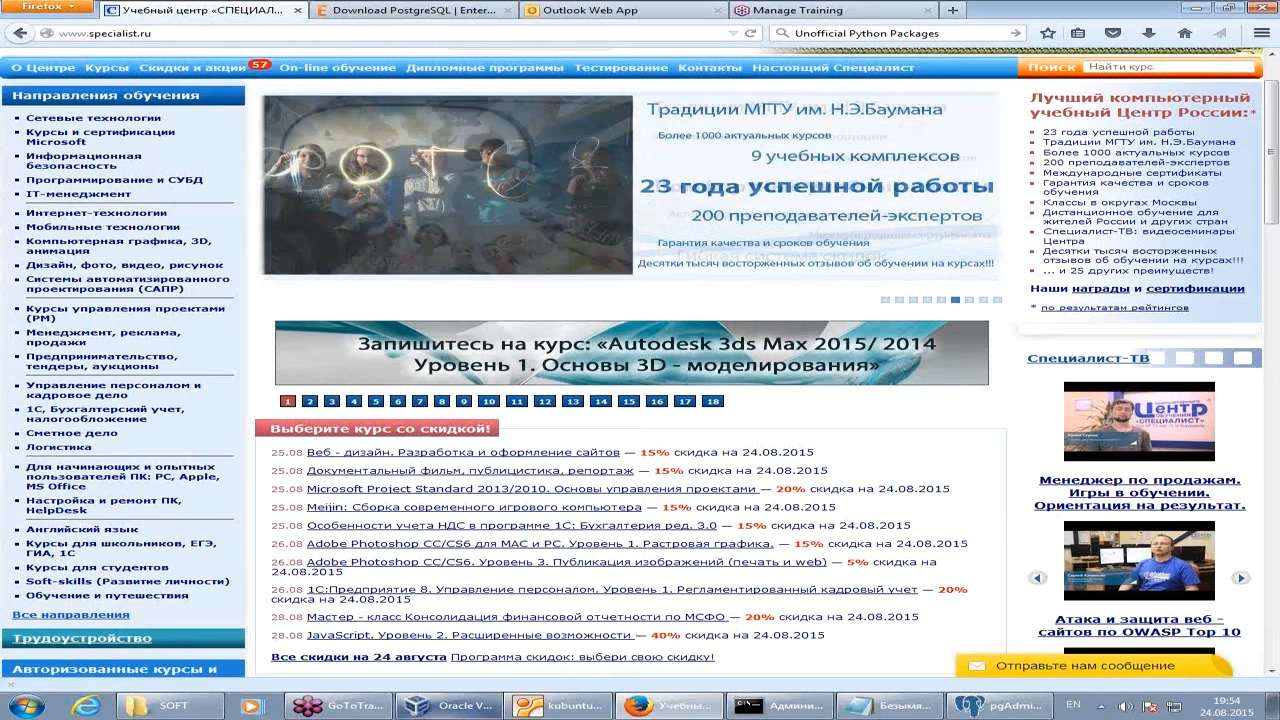 Firefox
Учебный центр «СПЕЦИАЛ...
Download PostgreSQL | Enter...
Outlook Web App
Manage Training
www.specialist.ru
Unofficial Python Packages
О Центре Курсы Скидки и акции 57 On-line обучение Дипломные программы Тестирование Контакты Настоящий Специалист
Поиск Найти курс
Направления обучения
Сетевые технологии
Курсы и сертификации
Microsoft
Информационная
безопасность
Программирование и СУБД
IT-менеджмент
Интернет-технологии
Мобильные технологии
Компьютерная графика, 3D,
анимация
Дизайн, фото, видео, рисунок
Системы автоматизированного
проектирования (САПР)
Курсы управления проектами
(PM)
Менеджмент, реклама,
продажи
Предпринимательство,
тендеры, аукционы
Управление персоналом и
кадровое дело
1С, Бухгалтерский учет,
налогообложение
Сметное дело
Логистика
Для начинающих и опытных
пользователей ПК: PC, Apple,
MS Office
Настройка и ремонт ПК,
HelpDesk
Английский язык
Курсы для школьников, ЕГЭ,
ГИА, 1С
Курсы для студентов
Soft-skills (Развитие личности)
Обучение и путешествия
Все направления
Трудоустройство
Авторизованные курсы и
Традиции МГТУ им. Н.Э.Баумана
Более 1000 актуальных курсов
9 учебных комплексов
23 года успешной работы
200 преподавателей-экспертов
Гарантия качества и сроков обучения
Десятки тысяч восторженных отзывов об обучении на курсах!!!
Запишитесь на курс: «Autodesk 3ds Max 2015/ 2014
Уровень 1. Основы 3D - моделирования»
1 2 3 4 5 6 7 8 9 10 11 12 13 14 15 16 17 18
Выберите курс со скидкой!
25.08 Веб - дизайн. Разработка и оформление сайтов — 15% скидка на 24.08.2015
25.08 Документальный фильм, публицистика, репортаж — 15% скидка на 24.08.2015
25.08 Microsoft Project Standard 2013/2010. Основы управления проектами — 20% скидка на 24.08.2015
25.08 Meijin: Сборка современного игрового компьютера — 15% скидка на 24.08.2015
25.08 Особенности учета НДС в программе 1С: Бухгалтерия ред. 3.0 — 15% скидка на 24.08.2015
26.08 Adobe Photoshop CC/CS6 для MAC и PC. Уровень 1. Растровая графика. — 15% скидка на 24.08.2015
26.08 Adobe Photoshop CC/CS6. Уровень 3. Публикация изображений (печать и web) — 5% скидка на
24.08.2015
26.08 1С:Предприятие 8. Управление персоналом. Уровень 1. Регламентированный кадровый учет — 20%
скидка на 24.08.2015
28.08 Мастер - класс Консолидация финансовой отчетности по МСФО — 20% скидка на 24.08.2015
28.08 JavaScript. Уровень 2. Расширенные возможности — 40% скидка на 24.08.2015
Все скидки на 24 августа Программа скидок: выбери свою скидку!
Лучший компьютерный
учебный Центр России:*
23 года успешной работы
Традиции МГТУ им. Н.Э.Баумана
Более 1000 актуальных курсов
200 преподавателей-экспертов
Международные сертификаты
Гарантия качества и сроков
обучения
Классы в округах Москвы
Дистанционное обучение для
жителей России и других стран
Специалист-ТВ: видеосеминары
Центра
Десятки тысяч восторженных
отзывов об обучении на курсах!!!
... и 25 других преимуществ!
Наши награды и сертификации
* по результатам рейтингов
Специалист-ТВ
Центр
Менеджер по продажам.
Игры в обучении.
Ориентация на результат.
Атака и защита веб -
сайтов по OWASP Top 10
Отправьте нам сообщение
SOFT
GoToTra...
Oracle V...
kubuntu...
Учебны...
Админи...
Безымя...
pgAdmi...
EN
19:54
24.08.2015